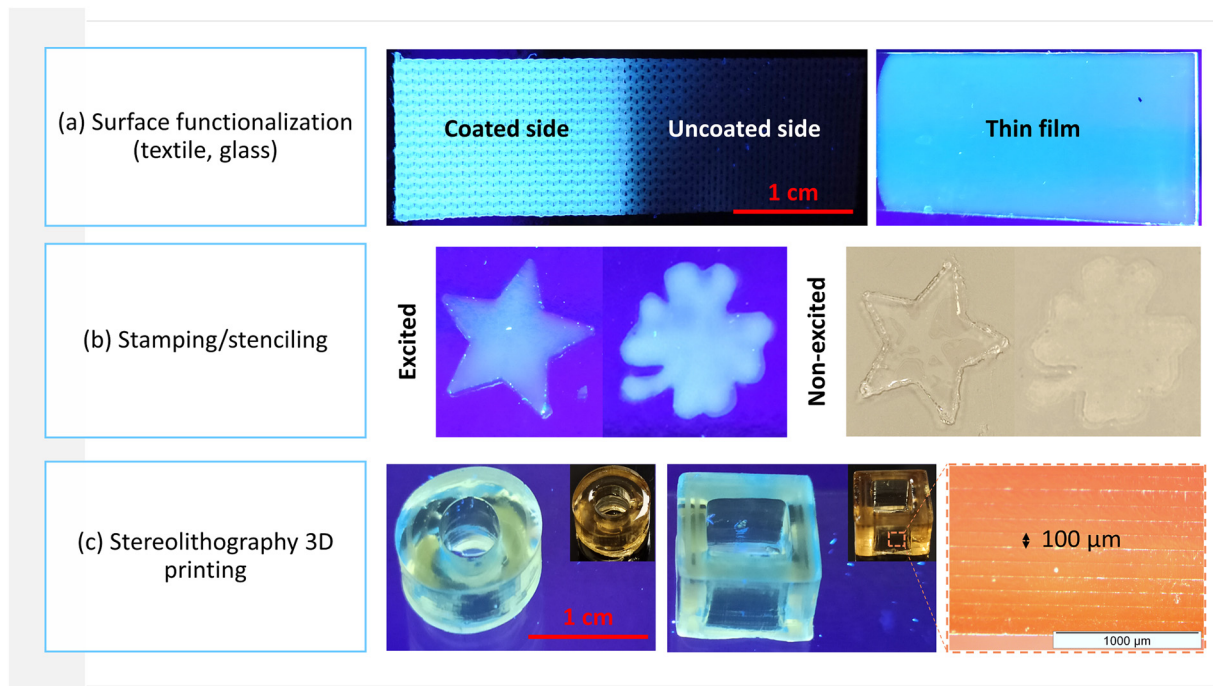 (a) Surface functionalization
(textile, glass)
Coated side
Uncoated side
1 cm
Thin film
(b) Stamping/stenciling
Excited
Non-excited
(c) Stereolithography 3D
printing
1 cm
100 µm
1000 µm